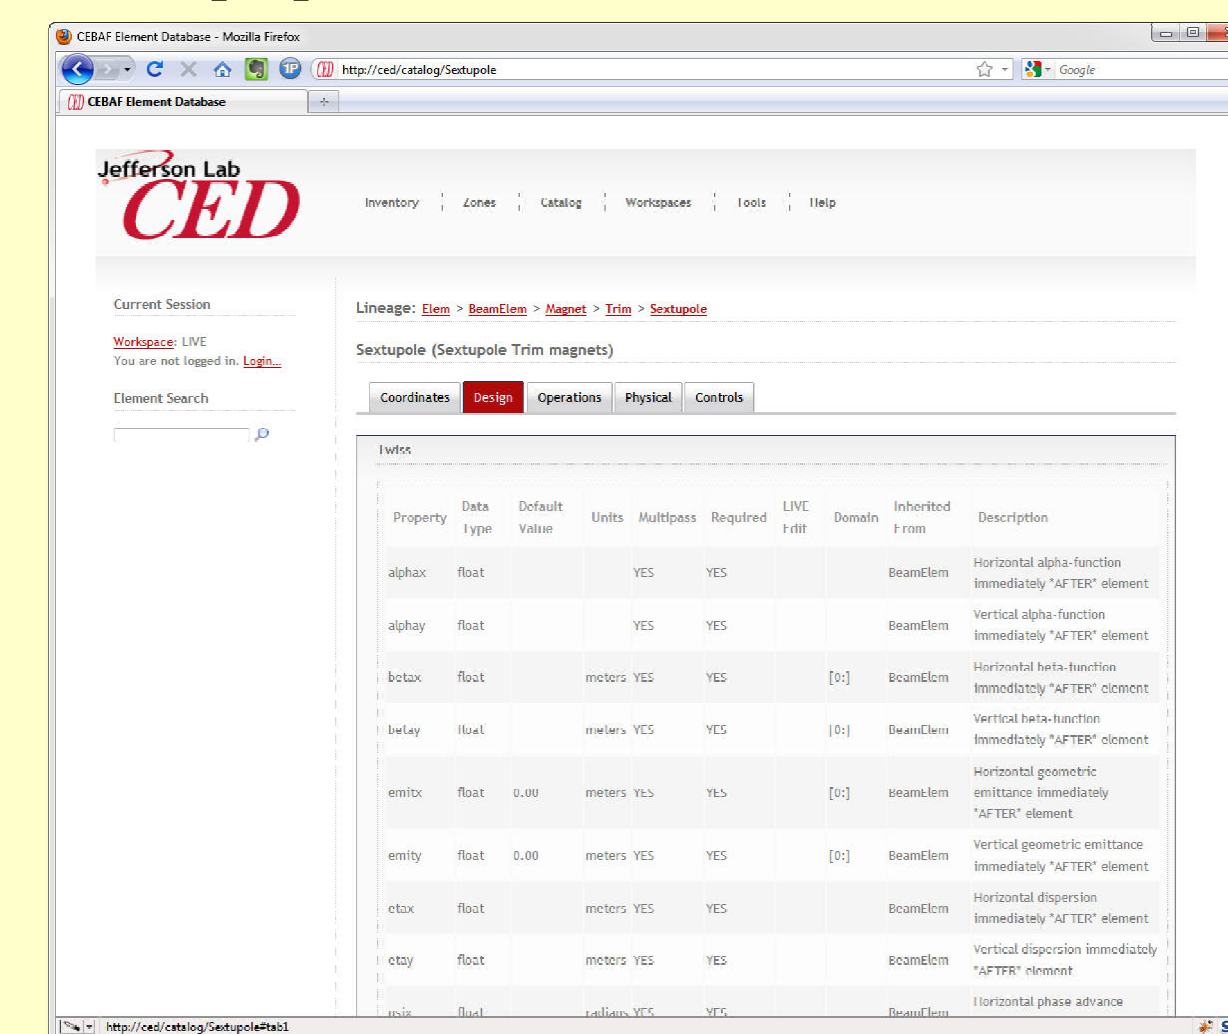 CEBAF Element Database - Mozilla Firefox
http://ced/catalog/Sextupole
Google
CED CEBAF Element Database
Jefferson Lab
CED
Inventory Zones Catalog Workspaces Tools Help
Current Session
Workspace: LIVE
You are not logged in. Login...
Element Search
Lineage: Elem > BeamElem > Magnet > Trim > Sextupole
Sextupole (Sextupole Trim magnets)
Coordinates Design Operations Physical Controls
Twiss
Property Data Type Default Value Units Multipass Required LIVE Edit Domain Inherited From Description
alphax float YES YES BeamElem Horizontal alpha-function
immediately *AFTER* element
alphay float YES YES BeamElem Vertical alpha-function
immediately *AFTER* element
betax float meters YES YES [0:] BeamElem Horizontal beta-function
immediately *AFTER* element
betay float meters YES YES [0:] BeamElem Vertical beta-function
immediately *AFTER* element
emitx float 0.00 meters YES YES [0:] BeamElem Horizontal geometric
emittance immediately
*AFTER* element
emity float 0.00 meters YES YES [0:] BeamElem Vertical geometric emittance
immediately *AFTER* element
etax float meters YES YES BeamElem Horizontal dispersion
immediately *AFTER* element
etay float meters YES YES BeamElem Vertical dispersion immediately
*AFTER* element
float radians YES YES BeamElem Horizontal phase advance
http://ced/catalog/Sextupole#tab1